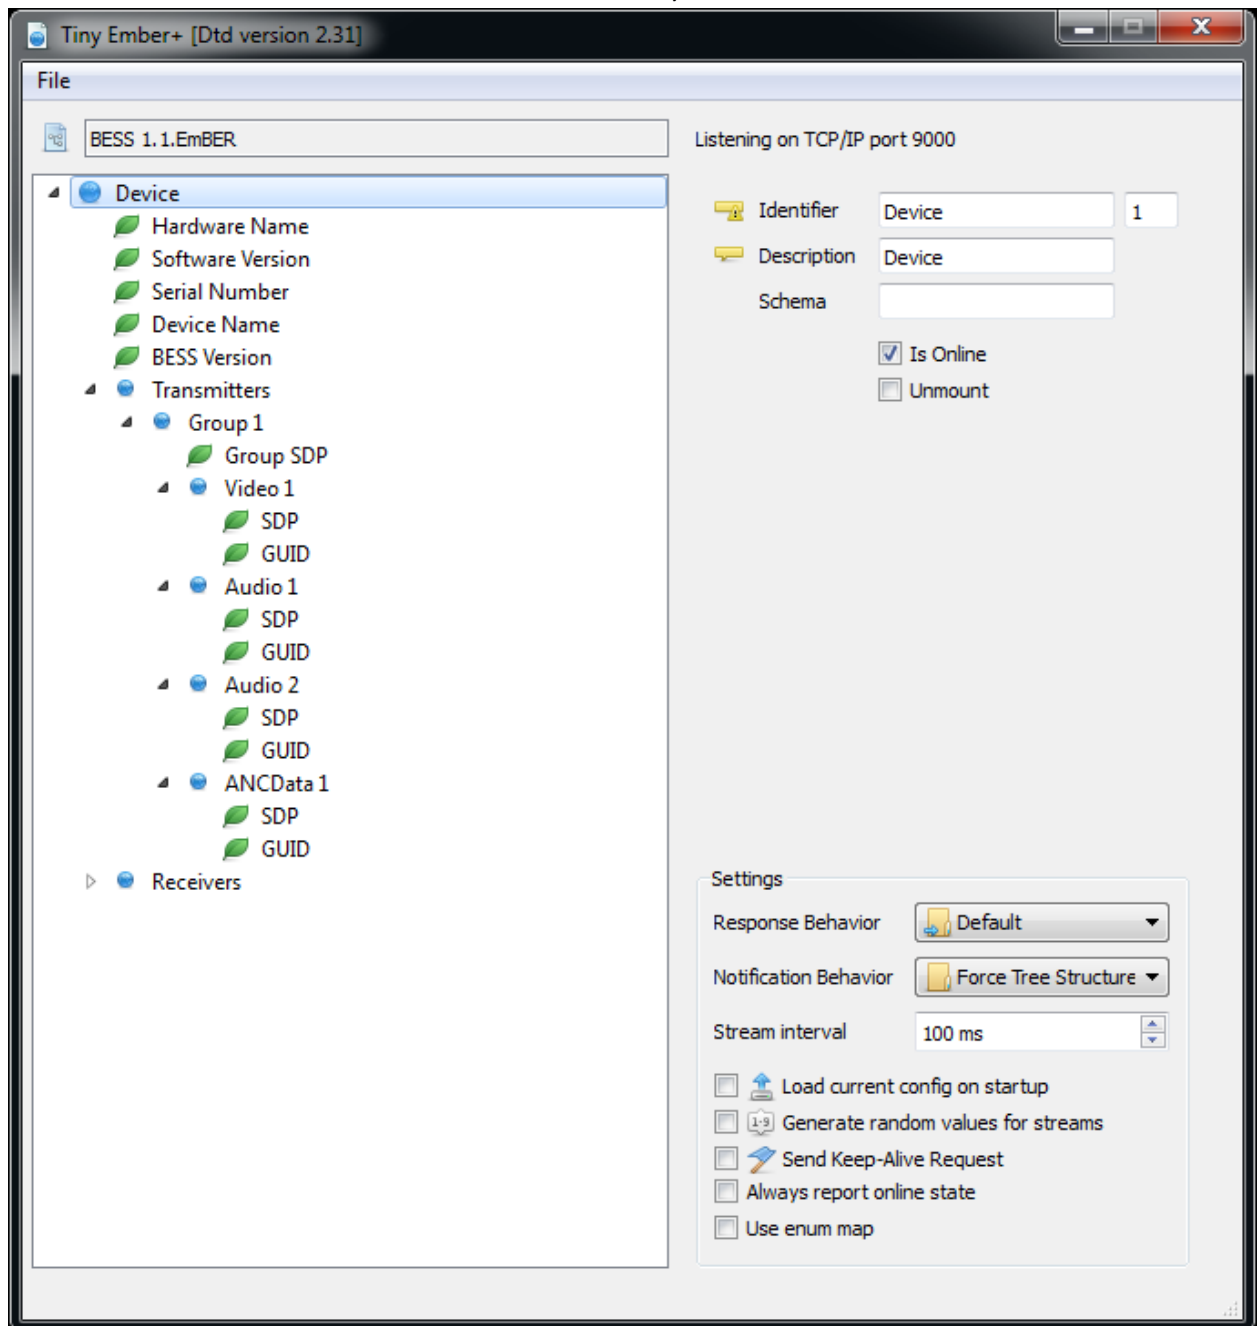 Tiny Ember+ [Dtd version 2.31]
File
BESS 1.1.EmBER
Listening on TCP/IP port 9000
Device
Hardware Name
Software Version
Serial Number
Device Name
BESS Version
Transmitters
Group 1
Group SDP
Video 1
SDP
GUID
Audio 1
SDP
GUID
Audio 2
SDP
GUID
ANCData 1
SDP
GUID
Receivers
Identifier Device 1
Description Device
Schema
Is Online
Unmount
Settings
Response Behavior Default
Notification Behavior Force Tree Structure
Stream interval 100 ms
Load current config on startup
1-9 Generate random values for streams
Send Keep-Alive Request
Always report online state
Use enum map